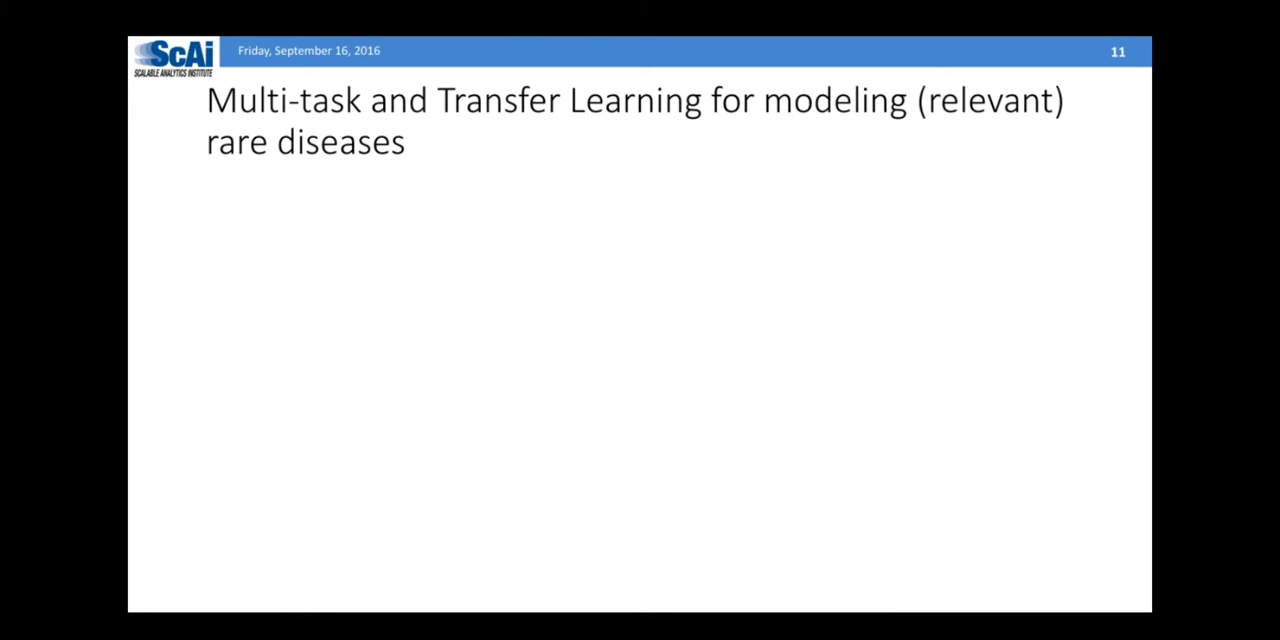 ScAi
SCALABLE ANALYTICS INSTITUTE
Friday, September 16, 2016
11
Multi-task and Transfer Learning for modeling (relevant)
rare diseases